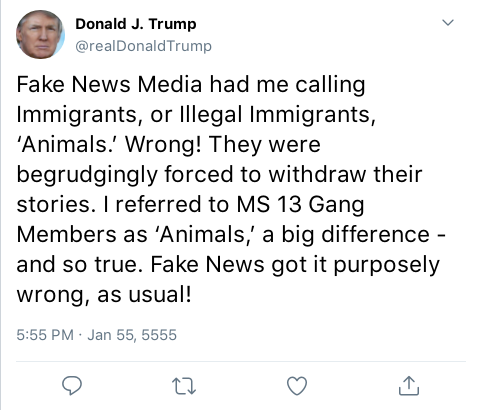 Donald J. Trump
@realDonaldTrump
Fake News Media had me calling
Immigrants, or Illegal Immigrants,
‘Animals.’ Wrong! They were
begrudgingly forced to withdraw their
stories. I referred to MS 13 Gang
Members as ‘Animals,’ a big difference -
and so true. Fake News got it purposely
wrong, as usual!
5:55 PM · Jan 55, 5555